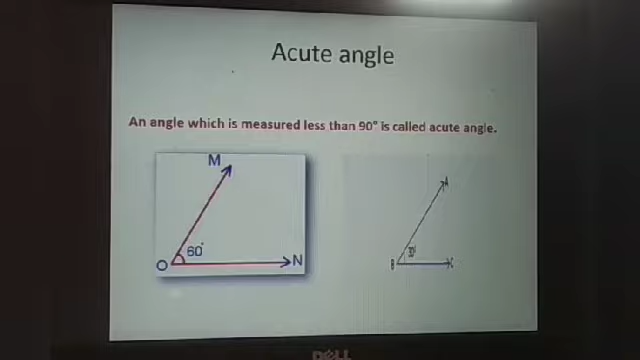 Acute angle
An angle which is measured less than 90° is called acute angle.
M
60°
O
N
A
B
DELL